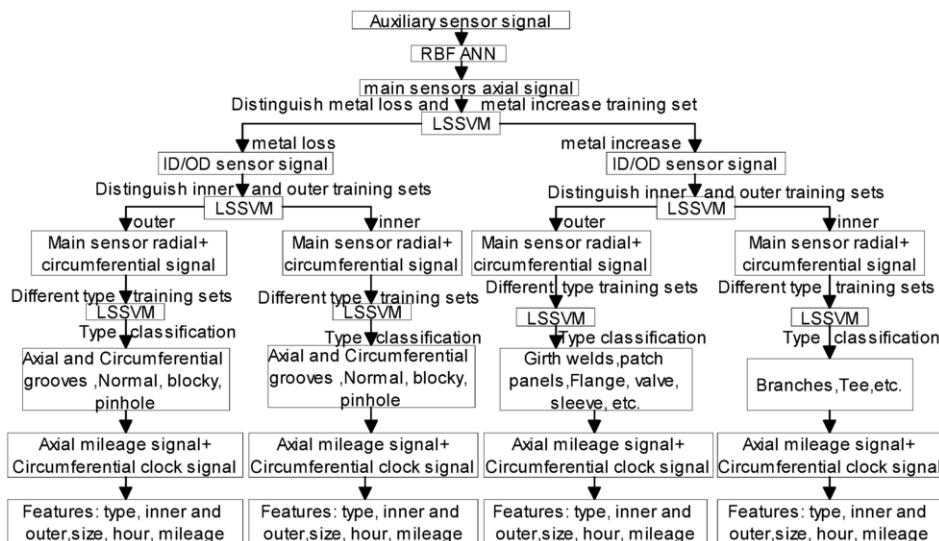 Auxiliary sensor signal
RBF ANN
main sensors axial signal
Distinguish metal loss and metal increase training set
LSSVM
metal loss
metal increase
ID/OD sensor signal
ID/OD sensor signal
Distinguish inner and outer training sets
Distinguish inner and outer training sets
LSSVM
LSSVM
outer
inner
outer
inner
Main sensor radial+
circumferential signal
Main sensor radial+
circumferential signal
Main sensor radial+
circumferential signal
Main sensor radial+
circumferential signal
Different type training sets
Different type training sets
Different type training sets
Different type training sets
LSSVM
LSSVM
LSSVM
LSSVM
Type classification
Type classification
Type classification
Type classification
Axial and Circumferential
grooves ,Normal, blocky,
pinhole
Axial and Circumferential
grooves ,Normal, blocky,
pinhole
Girth welds,patch
panels,Flange, valve,
sleeve, etc.
Branches,Tee,etc.
Axial mileage signal+
Circumferential clock signal
Axial mileage signal+
Circumferential clock signal
Axial mileage signal+
Circumferential clock signal
Axial mileage signal+
Circumferential clock signal
Features: type, inner and
outer,size, hour, mileage
Features: type, inner and
outer,size, hour, mileage
Features: type, inner and
outer,size, hour, mileage
Features: type, inner and
outer,size, hour, mileage